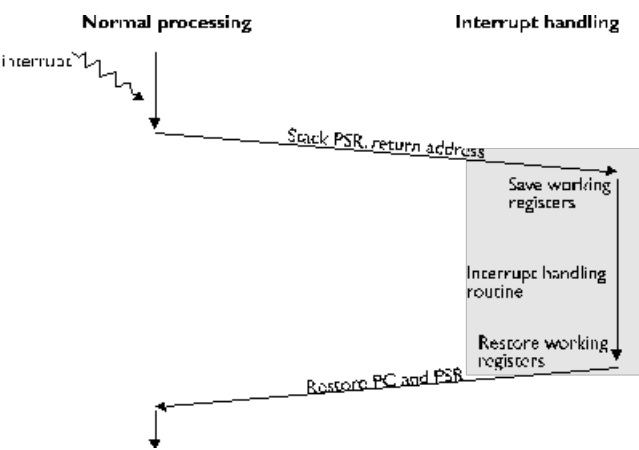 Normal processing
Interrupt handling
interrupt
Stack PSR, return address
Save working
registers
Interrupt handling
routine
Restore working
registers
Restore PC and PSR